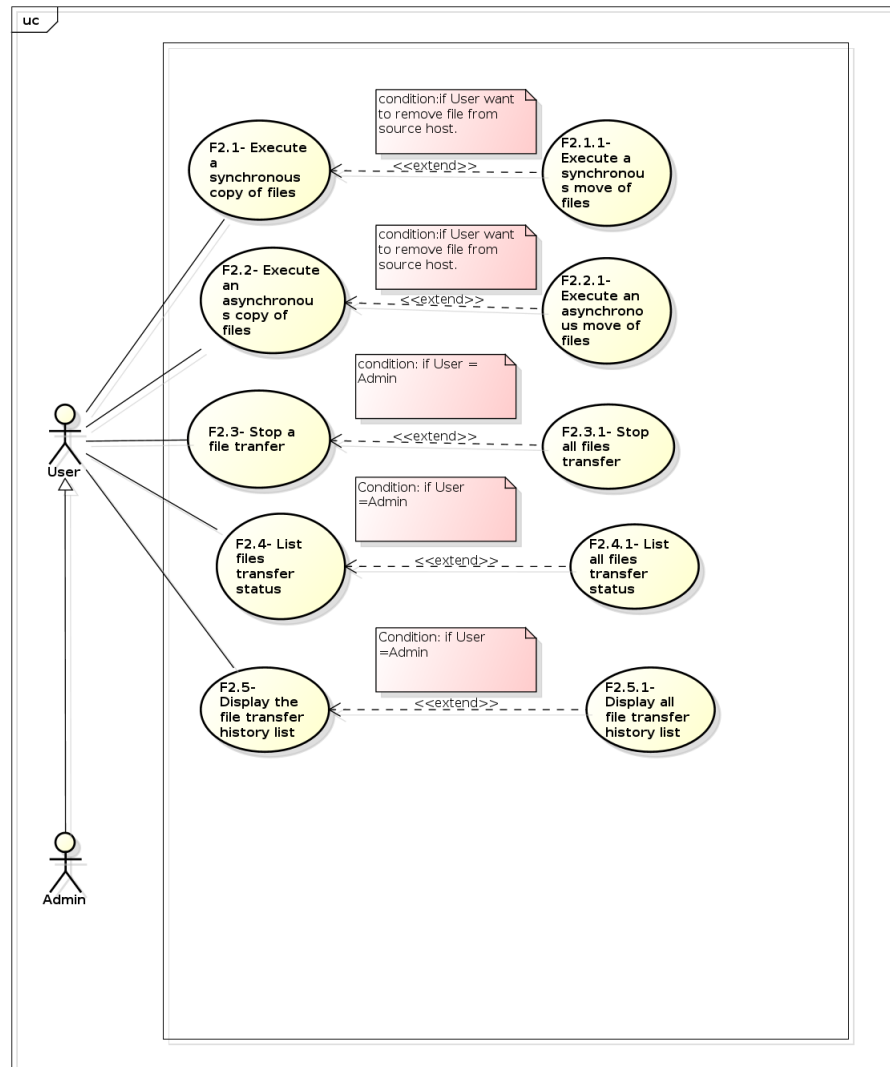 uc
condition:if User want
to remove file from
source host.
F2.1- Execute
a
synchronous
copy of files
<<extend>>
F2.1.1-
Execute a
synchronou
s move of
files
condition:if User want
to remove file from
source host.
F2.2- Execute
an
asynchronou
s copy of
files
<<extend>>
F2.2.1-
Execute an
asynchrono
us move of
files
condition: if User =
Admin
F2.3- Stop a
file tranfer
<<extend>>
F2.3.1- Stop
all files
transfer
User
Condition: if User
=Admin
F2.4- List
files
transfer
status
<<extend>>
F2.4.1- List
all files
transfer
status
Condition: if User
=Admin
F2.5-
Display the
file transfer
history list
<<extend>>
F2.5.1-
Display all
file transfer
history list
Admin